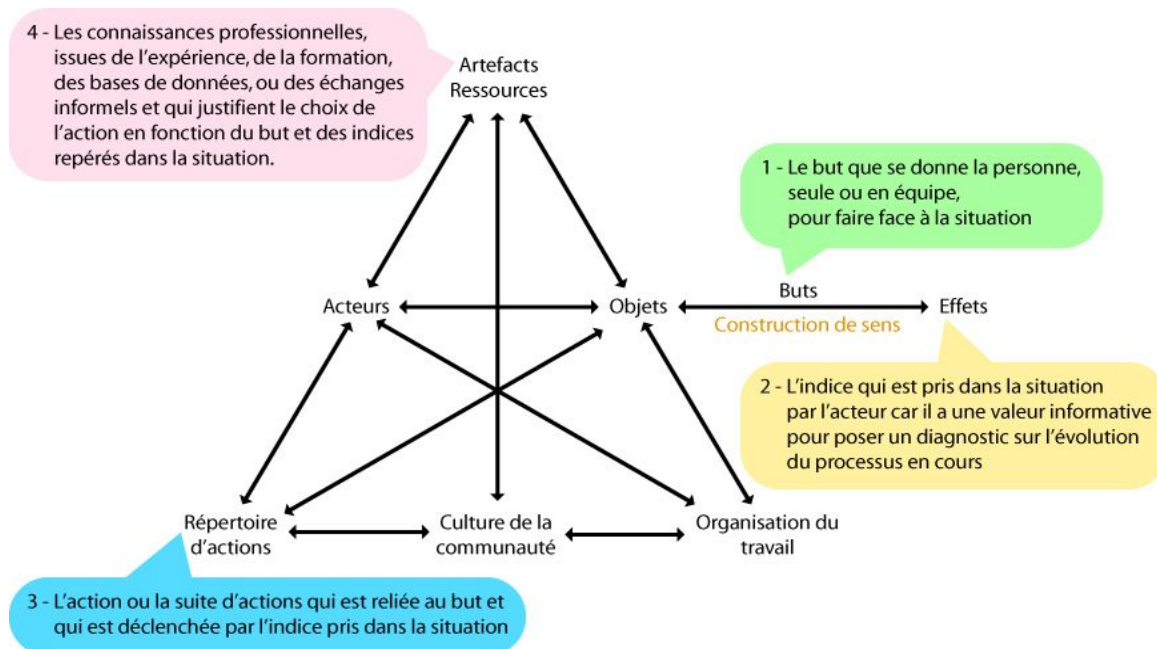 4 - Les connaissances professionnelles,
issues de l’expérience, de la formation,
des bases de données, ou des échanges
informels et qui justifient le choix de
l’action en fonction du but et des indices
repérés dans la situation.
Artefacts
Ressources
1 - Le but que se donne la personne,
seule ou en équipe,
pour faire face à la situation
Acteurs
Objets
Buts
Construction de sens
Effets
2 - L’indice qui est pris dans la situation
par l’acteur car il a une valeur informative
pour poser un diagnostic sur l’évolution
du processus en cours
Répertoire
d’actions
Culture de la
communauté
Organisation du
travail
3 - L’action ou la suite d’actions qui est reliée au but et
qui est déclenchée par l’indice pris dans la situation